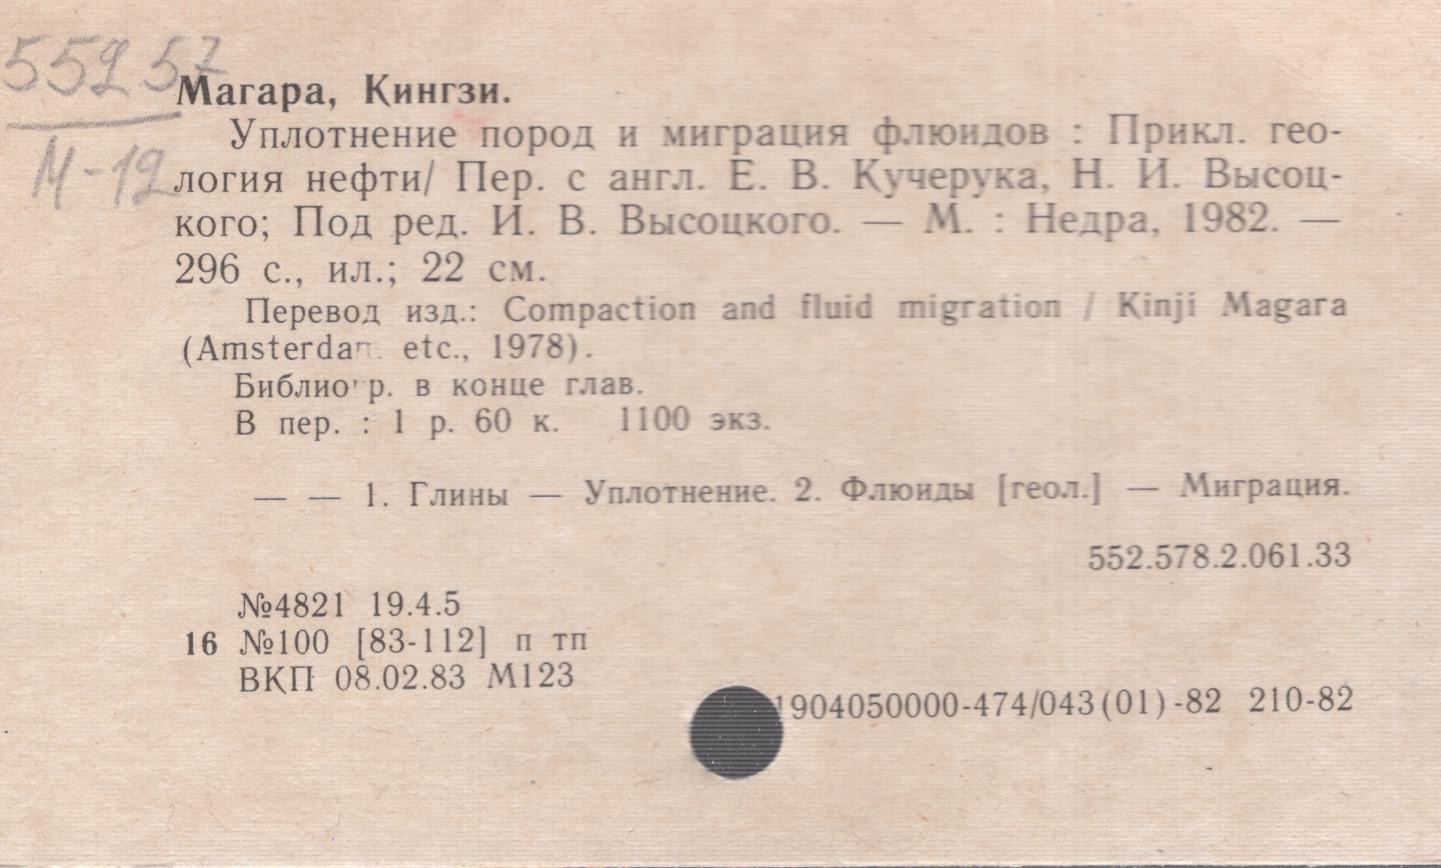 552.57
М-12
Магара, Кингзи.
Уплотнение пород и миграция флюидов : Прикл. гео-
логия нефти/ Пер. с англ. Е. В. Кучерука, Н. И. Высоц-
кого; Под ред. И. В. Высоцкого. — М. : Недра, 1982. —
296 с., ил.; 22 см.
Перевод изд.: Compaction and fluid migration / Kinji Magara
(Amsterdam etc., 1978).
Библиогр. в конце глав.
В пер. : 1 р. 60 к. 1100 экз.
— — 1. Глины — Уплотнение. 2. Флюиды [геол.] — Миграция.
552.578.2.061.33
№4821 19.4.5
16 №100 [83-112] п тп
ВКП 08.02.83 М123
1904050000-474/043(01)-82 210-82